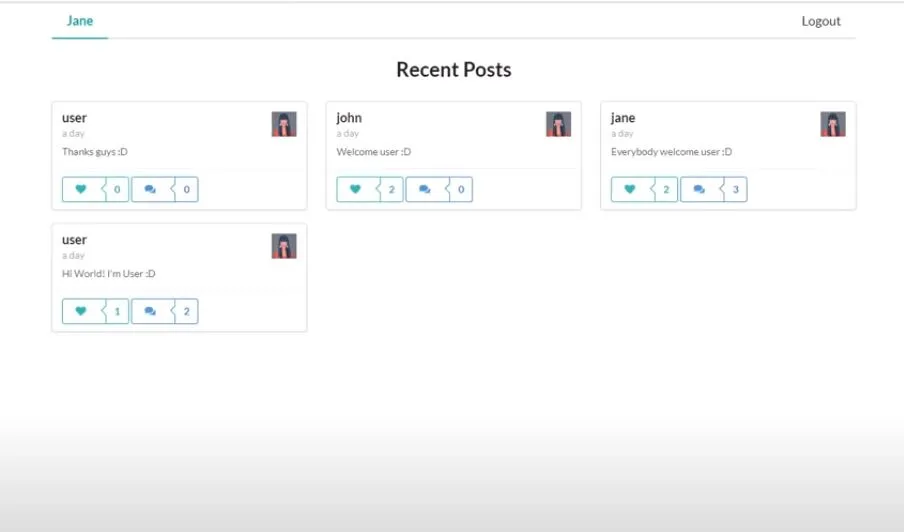 Jane Logout
Recent Posts
user
a day
Thanks guys :D
0 0
john
a day
Welcome user :D
2 0
jane
a day
Everybody welcome user :D
2 3
user
a day
Hi World! I'm User :D
1 2